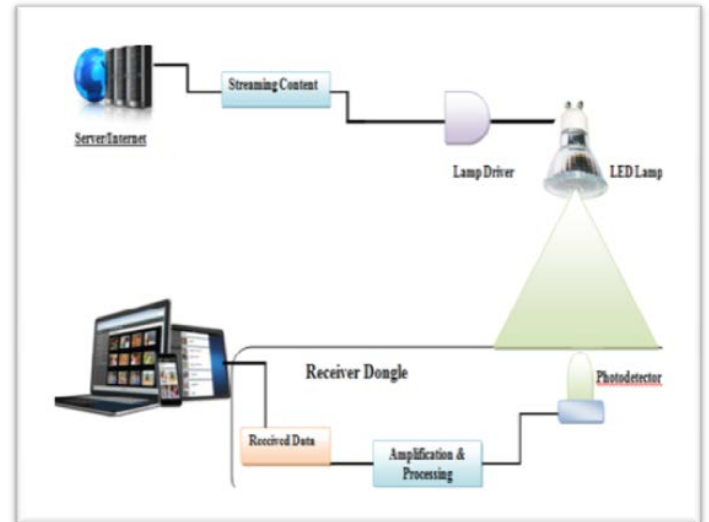 Streaming Content
Server/Internet
Lamp Driver
LED Lamp
Receiver Dongle
Photodetector
Received Data
Amplification &
Processing